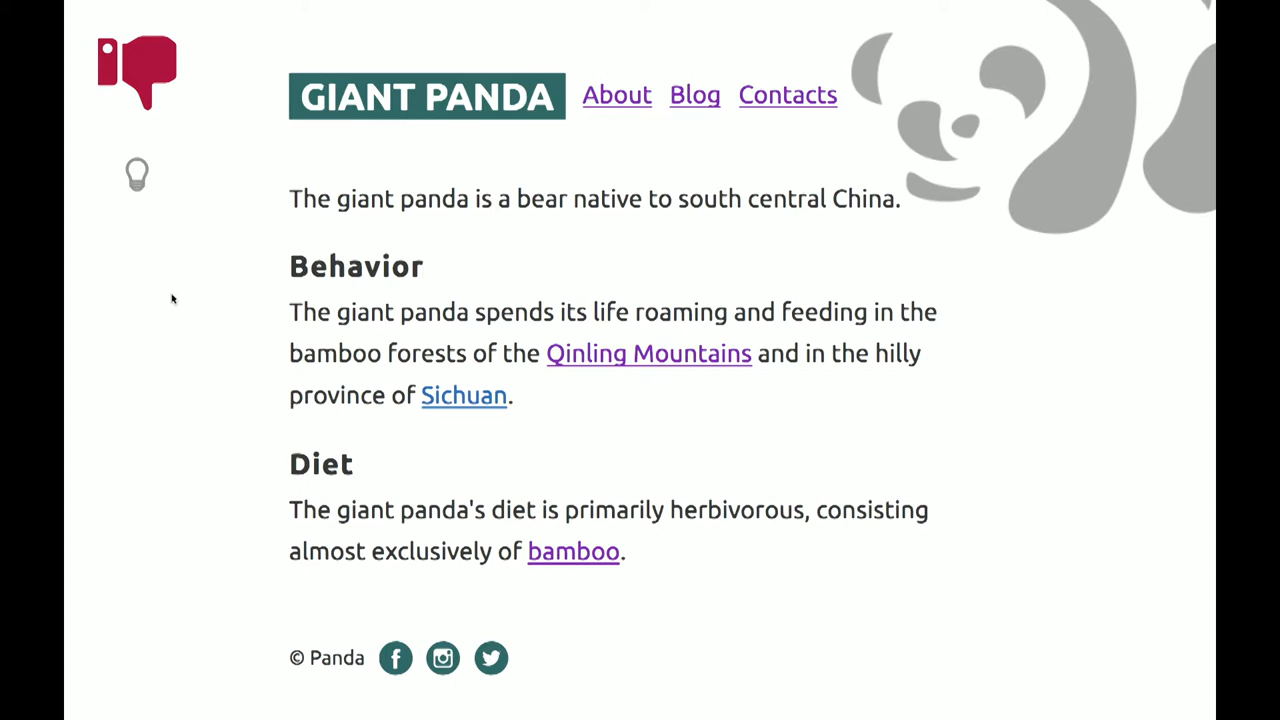 GIANT PANDA About Blog Contacts
The giant panda is a bear native to south central China.
Behavior
The giant panda spends its life roaming and feeding in the
bamboo forests of the Qinling Mountains and in the hilly
province of Sichuan.
Diet
The giant panda's diet is primarily herbivorous, consisting
almost exclusively of bamboo.
© Panda